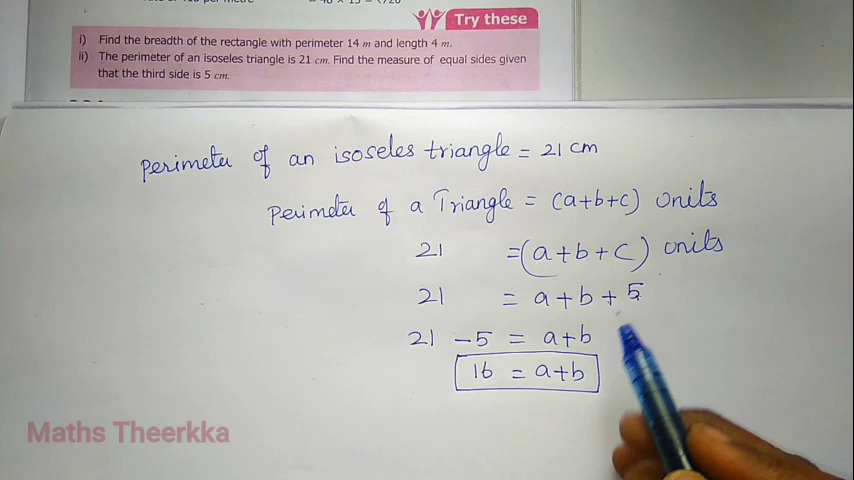 Try these
i) Find the breadth of the rectangle with perimeter 14 m and length 4 m.
ii) The perimeter of an isoseles triangle is 21 cm. Find the measure of equal sides given
that the third side is 5 cm.
Perimeter of an isoseles triangle = 21 cm
Perimeter of a Triangle = (a+b+c) units
21 = (a+b+c) units
21 = a+b+5
21 - 5 = a+b
16 = a+b
Maths Theerkka